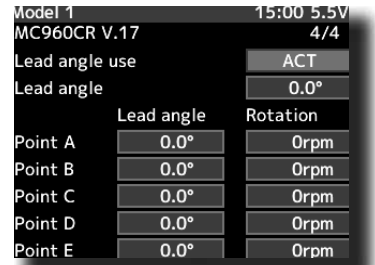 Model 1 15:00 5.5V
MC960CR V.17 4/4
Lead angle use ACT
Lead angle 0.0°
Lead angle Rotation
Point A 0.0° 0rpm
Point B 0.0° 0rpm
Point C 0.0° 0rpm
Point D 0.0° 0rpm
Point E 0.0° 0rpm